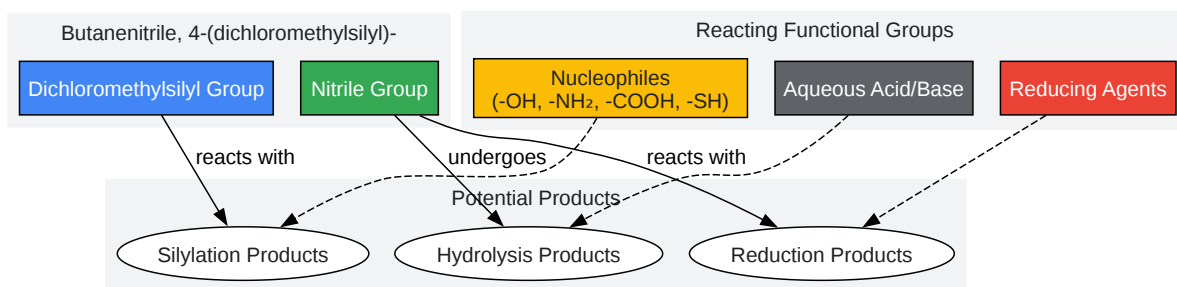 Butanenitrile, 4-(dichloromethylsilyl)-
Reacting Functional Groups
Dichloromethylsilyl Group
Nitrile Group
Nucleophiles
(-OH, -NH₂, -COOH, -SH)
Aqueous Acid/Base
Reducing Agents
reacts with
undergoes
reacts with
Potential Products
Silylation Products
Hydrolysis Products
Reduction Products